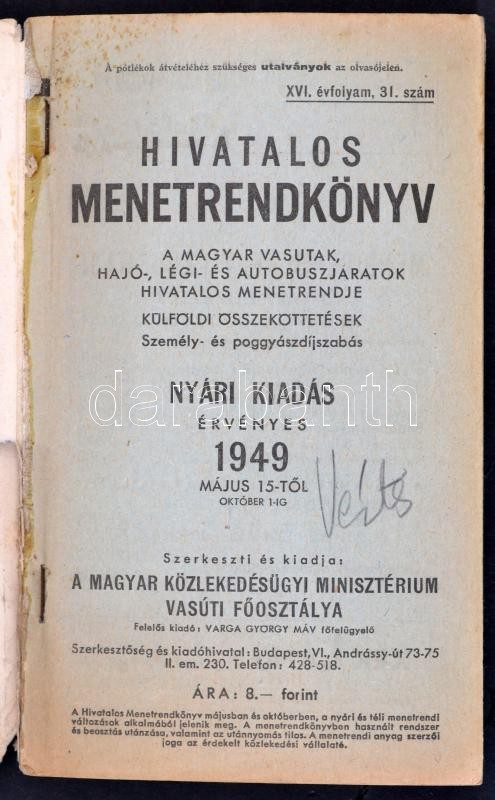 A pótlékok átvételéhez szükséges utalványok az olvasójelen.
XVI. évfolyam, 31. szám
HIVATALOS
MENETRENDKÖNYV
A MAGYAR VASUTAK,
HAJÓ-, LÉGI- ÉS AUTOBUSZJARATOK
HIVATALOS MENETRENDJE
KÜLFÖLDI ÖSSZEKÖTTETÉSEK
Személy- és poggyászdíjszabás
NYÁRI KIADÁS
darabanth
ÉRVÉNYES
1949
MÁJUS 15-TŐL
OKTÓBER 1-IG
Szerkeszti és kiadja:
A MAGYAR KÖZLEKEDÉSÜGYI MINISZTÉRIUM
VASÚTI FŐOSZTÁLYA
Felelős kiadó: VARGA GYÖRGY MÁV főfelügyelő
Szerkesztőség és kiadóhivatal: Budapest, VI., Andrássy-út 73-75
II. em. 230. Telefon: 428-518.
ÁRA: 8.— forint
A Hivatalos Menetrendkönyv májusban és októberben, a nyári és téli menetrendi
változások alkalmából jelenik meg. A menetrendkönyvben használt rendszer
és beosztás utánzása, valamint az utánnyomás tilos. A menetrendi anyag szerzői
joga az érdekelt közlekedési vállalaté.